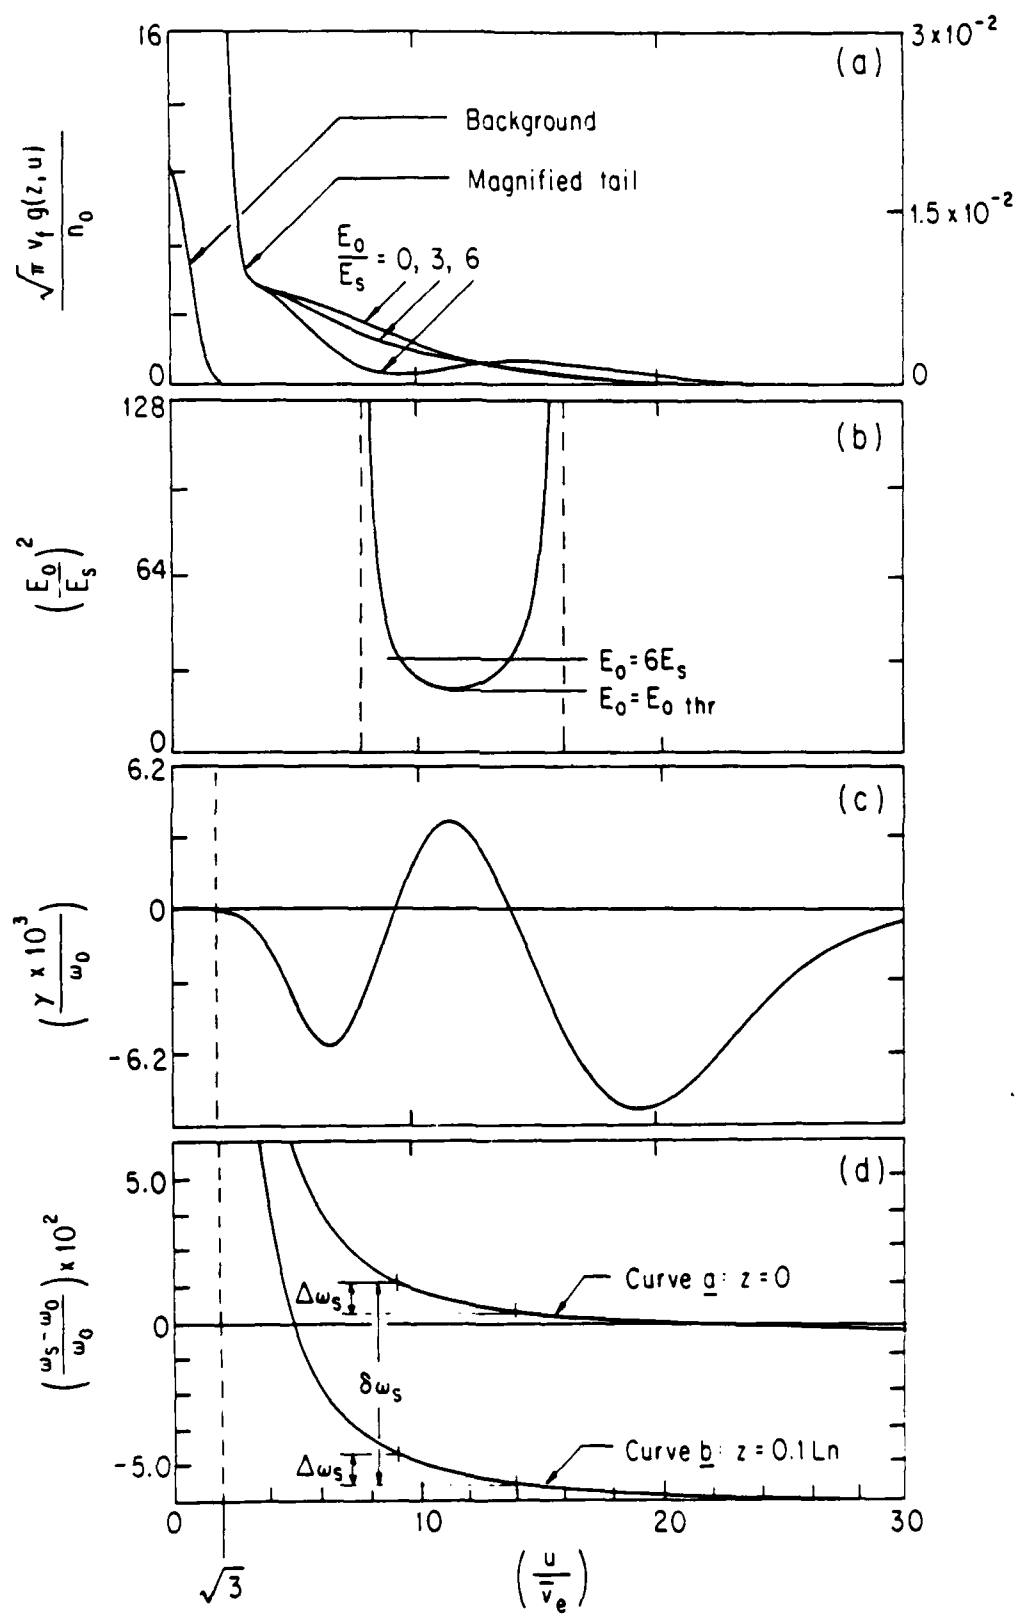 16
3 x 10⁻²
(a)
Background
Magnified tail
√π v_f g(z, u) / n₀
1.5 x 10⁻²
E₀/E_s = 0, 3, 6
0
0
128
(b)
(E₀/E_s)²
64
E₀ = 6E_s
E₀ = E₀ thr
0
6.2
(c)
(γ x 10³ / ω₀)
0
-6.2
(d)
5.0
((ω_s - ω₀) / ω₀) x 10²
Curve a: z = 0
Δω_s
0
δω_s
Curve b: z = 0.1 Ln
-5.0
Δω_s
0 10 20 30
√3
(u / v̄_e)